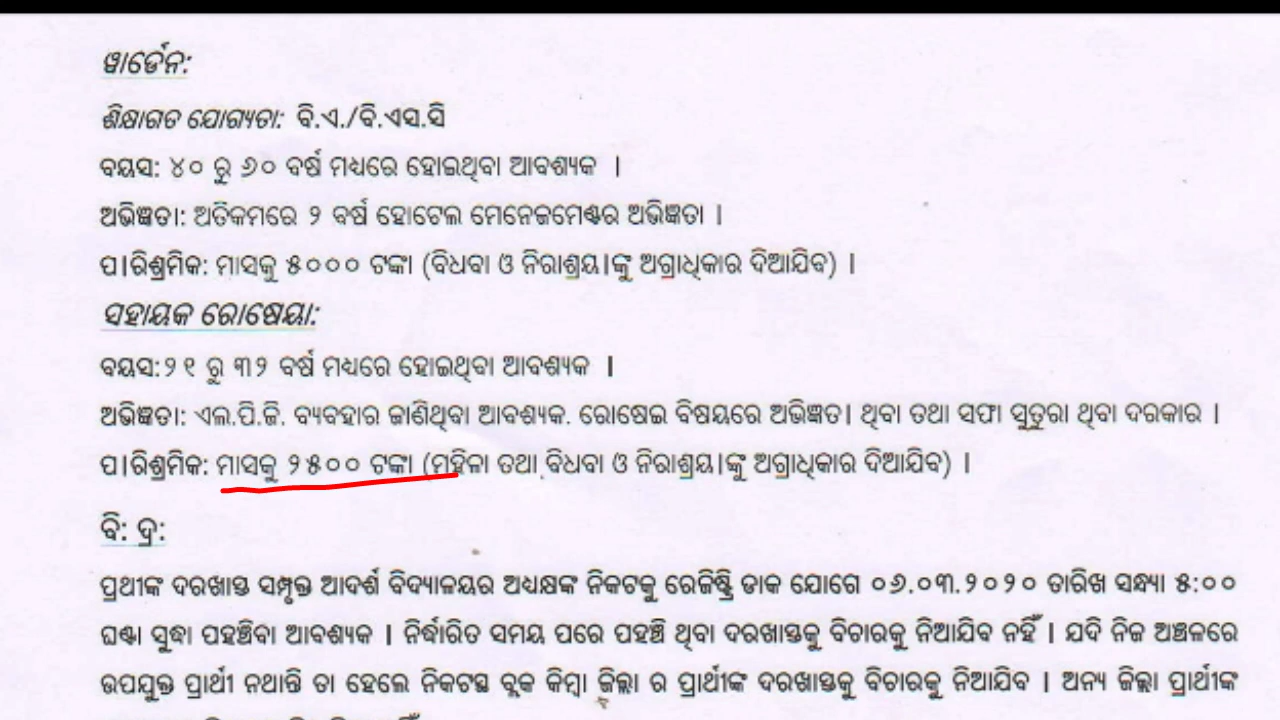 ୱାର୍ଡେନ:
ଶିକ୍ଷାଗତ ଯୋଗ୍ୟତା: ବି.ଏ./ବି.ଏସ.ସି
ବୟସ: ୪୦ ରୁ ୬୦ ବର୍ଷ ମଧ୍ୟରେ ହୋଇଥିବା ଆବଶ୍ୟକ ।
ଅଭିଜ୍ଞତା: ଅତିକମରେ ୨ ବର୍ଷ ହୋଟେଲ ମେନେଜମେଣ୍ଟର ଅଭିଜ୍ଞତା ।
ପାରିଶ୍ରମିକ: ମାସକୁ ୫୦୦୦ ଟଙ୍କା (ବିଧବା ଓ ନିରାଶ୍ରୟାଙ୍କୁ ଅଗ୍ରାଧିକାର ଦିଆଯିବ) ।
ସହାୟକ ରୋଷେୟା:
ବୟସ:୨୧ ରୁ ୩୨ ବର୍ଷ ମଧ୍ୟରେ ହୋଇଥିବା ଆବଶ୍ୟକ ।
ଅଭିଜ୍ଞତା: ଏଲ.ପି.ଜି. ବ୍ୟବହାର ଜାଣିଥିବା ଆବଶ୍ୟକ. ରୋଷେଇ ବିଷୟରେ ଅଭିଜ୍ଞତା ଥିବା ତଥା ସଫା ସୁତୁରା ଥିବା ଦରକାର ।
ପାରିଶ୍ରମିକ: ମାସକୁ ୨୫୦୦ ଟଙ୍କା (ମହିଳା ତଥା ବିଧବା ଓ ନିରାଶ୍ରୟାଙ୍କୁ ଅଗ୍ରାଧିକାର ଦିଆଯିବ) ।
ବି: ଦ୍ର:
ପ୍ରଥୀଙ୍କ ଦରଖାସ୍ତ ସମ୍ପୃକ୍ତ ଆଦର୍ଶ ବିଦ୍ୟାଳୟର ଅଧ୍ୟକ୍ଷଙ୍କ ନିକଟକୁ ରେଜିଷ୍ଟ୍ରି ଡାକ ଯୋଗେ ୦୬.୦୩.୨୦୨୦ ତାରିଖ ସନ୍ଧ୍ୟା ୫:୦୦
ଘଣ୍ଟା ସୁଦ୍ଧା ପହଞ୍ଚିବା ଆବଶ୍ୟକ । ନିର୍ଦ୍ଧାରିତ ସମୟ ପରେ ପହଞ୍ଚି ଥିବା ଦରଖାସ୍ତକୁ ବିଚାରକୁ ନିଆଯିବ ନହିଁ । ଯଦି ନିଜ ଅଞ୍ଚଳରେ
ଉପଯୁକ୍ତ ପ୍ରାର୍ଥୀ ନଥାନ୍ତି ତା ହେଲେ ନିକଟସ୍ଥ ବ୍ଲକ କିମ୍ବା ଜିଲ୍ଲା ର ପ୍ରାର୍ଥୀଙ୍କ ଦରଖାସ୍ତକୁ ବିଚାରକୁ ନିଆଯିବ । ଅନ୍ୟ ଜିଲ୍ଲା ପ୍ରାର୍ଥୀଙ୍କ